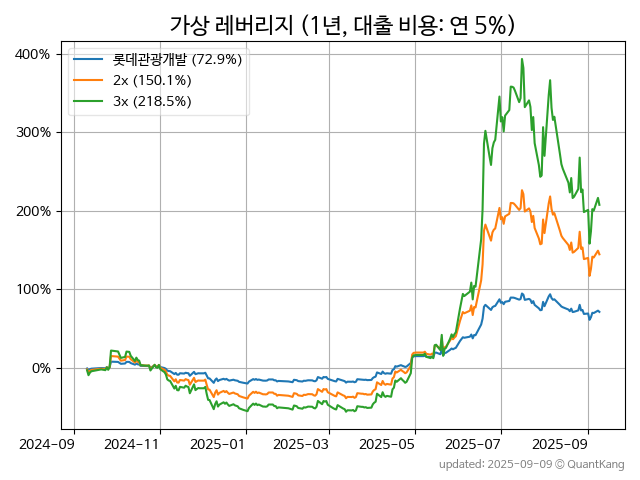 가상 레버리지 (1년, 대출 비용: 연 5%)
롯데관광개발 (72.9%)
2x (150.1%)
3x (218.5%)
400%
300%
200%
100%
0%
2024-09
2024-11
2025-01
2025-03
2025-05
2025-07
2025-09
updated: 2025-09-09 © QuantKang